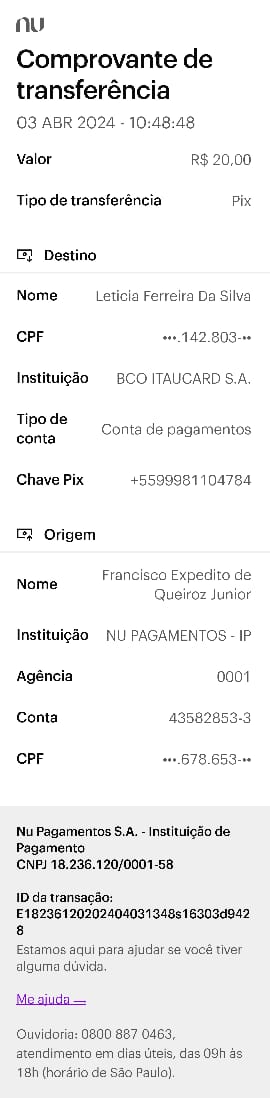 nu
Comprovante de
transferência
03 ABR 2024 - 10:48:48
Valor R$ 20,00
Tipo de transferência Pix
Destino
Nome Leticia Ferreira Da Silva
CPF •••.142.803-••
Instituição BCO ITAUCARD S.A.
Tipo de
conta Conta de pagamentos
Chave Pix +5599981104784
Origem
Nome Francisco Expedito de
Queiroz Junior
Instituição NU PAGAMENTOS - IP
Agência 0001
Conta 43582853-3
CPF •••.678.653-••
Nu Pagamentos S.A. - Instituição de
Pagamento
CNPJ 18.236.120/0001-58
ID da transação:
E18236120202404031348s16303d942
8
Estamos aqui para ajudar se você tiver
alguma dúvida.
Me ajuda —
Ouvidoria: 0800 887 0463,
atendimento em dias úteis, das 09h às
18h (horário de São Paulo).